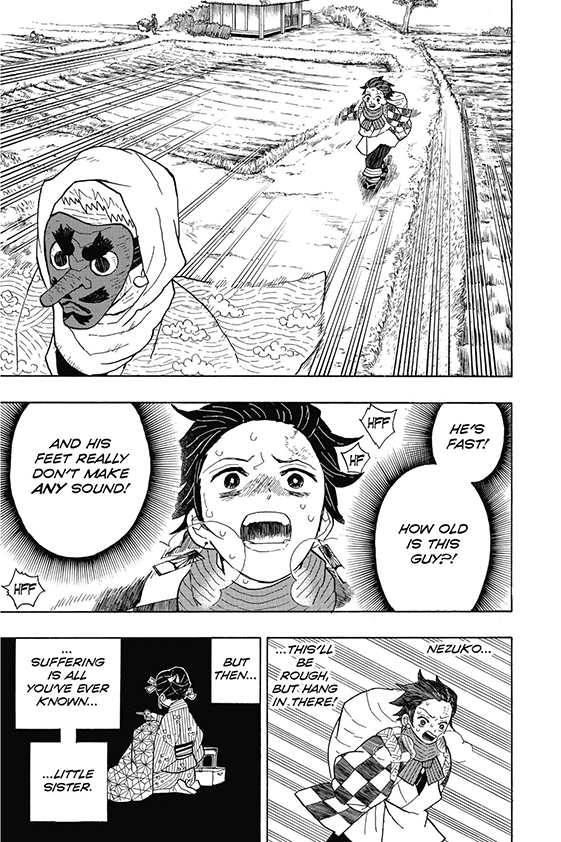 HE'S
FAST!
HOW OLD
IS THIS
GUY?!
HFF
HF
AND HIS
FEET REALLY
DON'T MAKE
ANY SOUND!
HFF
NEZUKO...
...THIS'LL
BE
ROUGH,
BUT HANG
IN THERE!
BUT
THEN...
...
SUFFERING
IS ALL
YOU'VE EVER
KNOWN...
...LITTLE
SISTER.